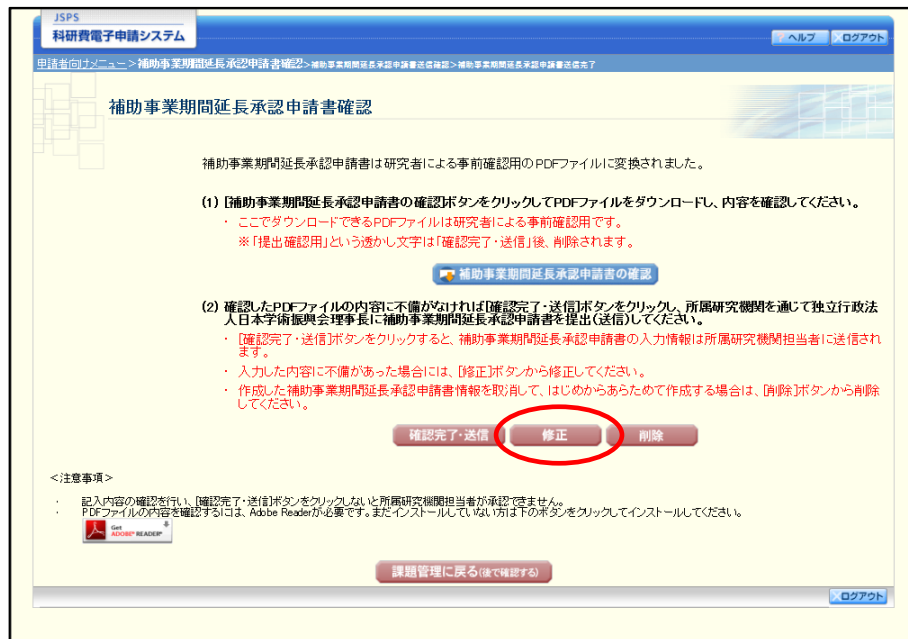 JSPS
科研費電子申請システム
? ヘルプ
×ログアウト
申請者向けメニュー>補助事業期間延長承認申請書確認>補助事業期間延長承認申請書送信確認>補助事業期間延長承認申請書送信完了
補助事業期間延長承認申請書確認
補助事業期間延長承認申請書は研究者による事前確認用のPDFファイルに変換されました。
(1) [補助事業期間延長承認申請書の確認]ボタンをクリックしてPDFファイルをダウンロードし、内容を確認してください。
・ ここでダウンロードできるPDFファイルは研究者による事前確認用です。
※「提出確認用」という透かし文字は「確認完了・送信」後、削除されます。
補助事業期間延長承認申請書の確認
(2) 確認したPDFファイルの内容に不備がなければ[確認完了・送信]ボタンをクリックし、所属研究機関を通じて独立行政法
人日本学術振興会理事長に補助事業期間延長承認申請書を提出(送信)してください。
・ [確認完了・送信]ボタンをクリックすると、補助事業期間延長承認申請書の入力情報は所属研究機関担当者に送信され
ます。
・ 入力した内容に不備があった場合には、[修正]ボタンから修正してください。
・ 作成した補助事業期間延長承認申請書情報を取消して、はじめからあらためて作成する場合は、[削除]ボタンから削除
してください。
確認完了・送信
修正
削除
<注意事項>
・ 記入内容の確認を行い、[確認完了・送信]ボタンをクリックしないと所属研究機関担当者が承認できません。
・ PDFファイルの内容を確認するには、Adobe Readerが必要です。まだインストールしていない方は下のボタンをクリックしてインストールしてください。
Get
ADOBE® READER®
課題管理に戻る(後で確認する)
×ログアウト